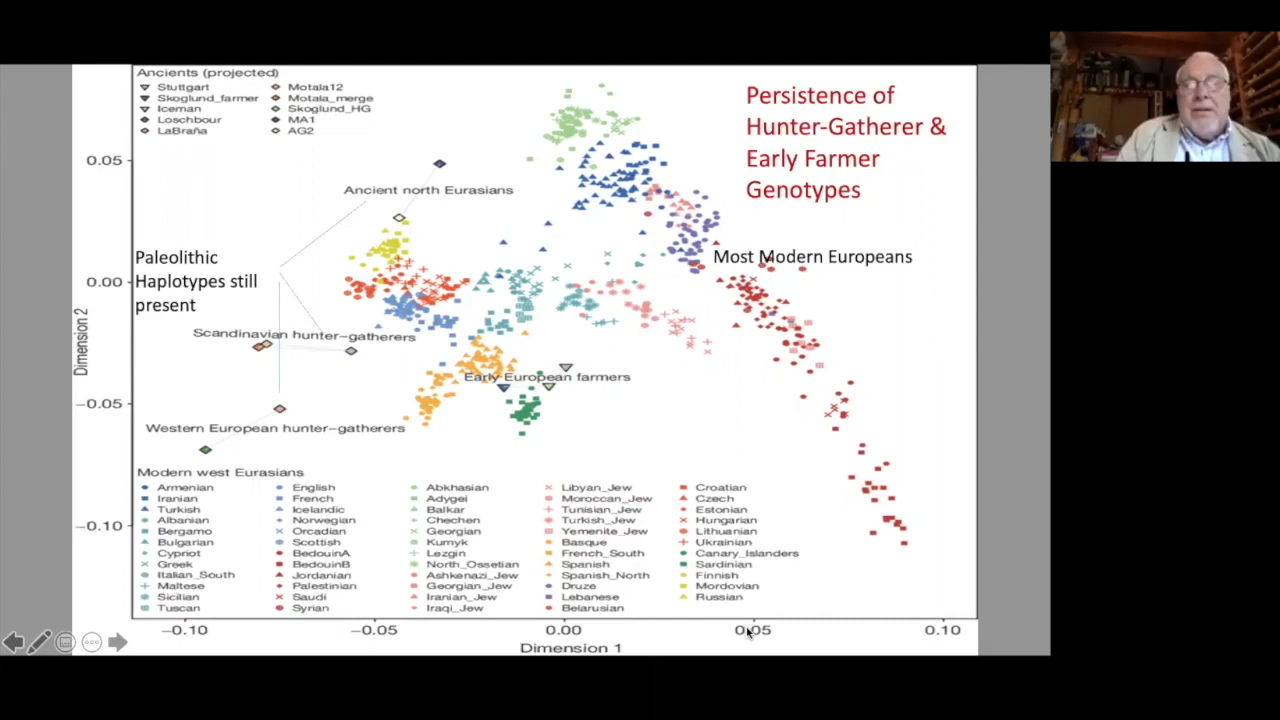 Ancients (projected)
Stuttgart
Skoglund_farmer
Iceman
Loschbour
LaBraña
Motala12
Motala_merge
Skoglund_HG
MA1
AG2
Persistence of
Hunter-Gatherer &
Early Farmer
Genotypes
0.05
Ancient north Eurasians
Paleolithic
Haplotypes still
present
Most Modern Europeans
0.00
Dimension 2
Scandinavian hunter-gatherers
Early European farmers
−0.05
Western European hunter-gatherers
Modern west Eurasians
Armenian
Iranian
Turkish
Albanian
Bergamo
Bulgarian
Cypriot
Greek
Italian_South
Maltese
Sicilian
Tuscan
English
French
Icelandic
Norwegian
Orcadian
Scottish
BedouinA
BedouinB
Jordanian
Palestinian
Saudi
Syrian
Abkhasian
Adygei
Balkar
Chechen
Georgian
Kumyk
Lezgin
North_Ossetian
Ashkenazi_Jew
Georgian_Jew
Iranian_Jew
Iraqi_Jew
Libyan_Jew
Moroccan_Jew
Tunisian_Jew
Turkish_Jew
Yemenite_Jew
Basque
French_South
Spanish
Spanish_North
Druze
Lebanese
Belarusian
Croatian
Czech
Estonian
Hungarian
Lithuanian
Ukrainian
Canary_Islanders
Sardinian
Finnish
Mordovian
Russian
−0.10
−0.10
−0.05
0.00
0.05
0.10
Dimension 1